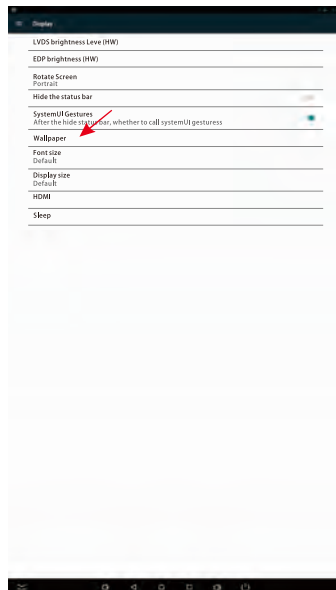 Display
LVDS brightness Leve (HW)
EDP brightness (HW)
Rotate Screen
Portrait
Hide the status bar
SystemUI Gestures
After the hide status bar, whether to call systemUI gesturess
Wallpaper
Font size
Default
Display size
Default
HDMI
Sleep